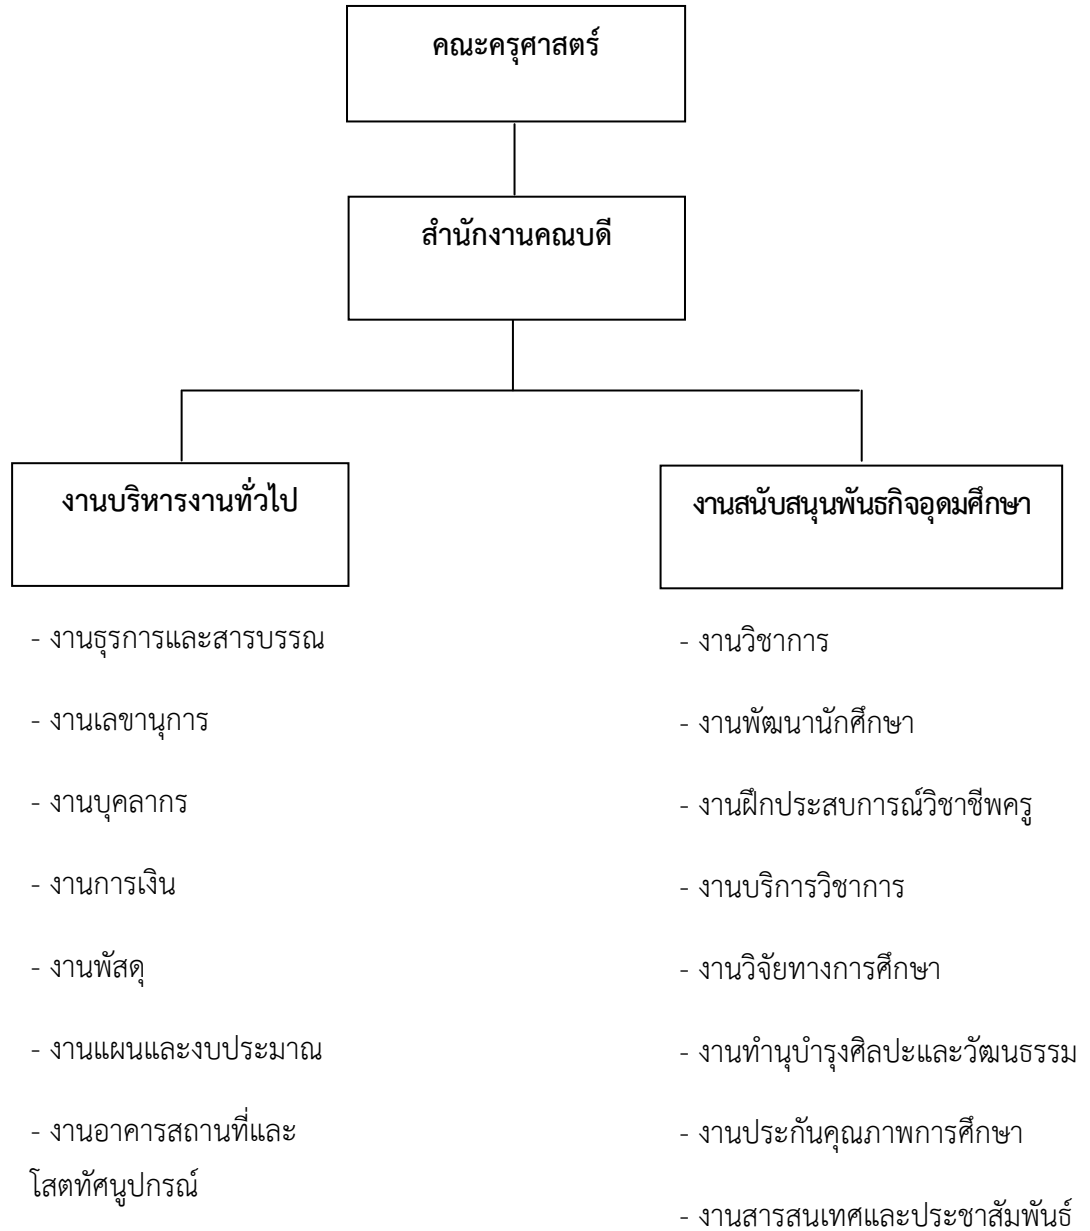 คณะครุศาสตร์
สำนักงานคณบดี
งานบริหารงานทั่วไป
- งานธุรการและสารบรรณ
- งานเลขานุการ
- งานบุคลากร
- งานการเงิน
- งานพัสดุ
- งานแผนและงบประมาณ
- งานอาคารสถานที่และ
โสตทัศนูปกรณ์
งานสนับสนุนพันธกิจอุดมศึกษา
- งานวิชาการ
- งานพัฒนานักศึกษา
- งานฝึกประสบการณ์วิชาชีพครู
- งานบริการวิชาการ
- งานวิจัยทางการศึกษา
- งานทำนุบำรุงศิลปะและวัฒนธรรม
- งานประกันคุณภาพการศึกษา
- งานสารสนเทศและประชาสัมพันธ์